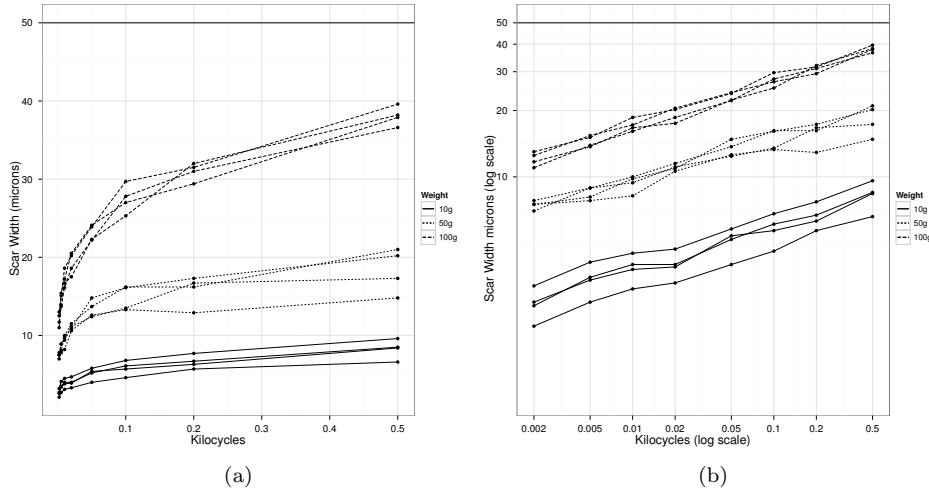 50
40
30
20
10
Scar Width (microns)
0.1
0.2
0.3
0.4
0.5
Kilocycles
Weight
10g
50g
100g
(a)
50
40
30
20
10
Scar Width microns (log scale)
0.002
0.005
0.01
0.02
0.05
0.1
0.2
0.5
Kilocycles (log scale)
Weight
10g
50g
100g
(b)